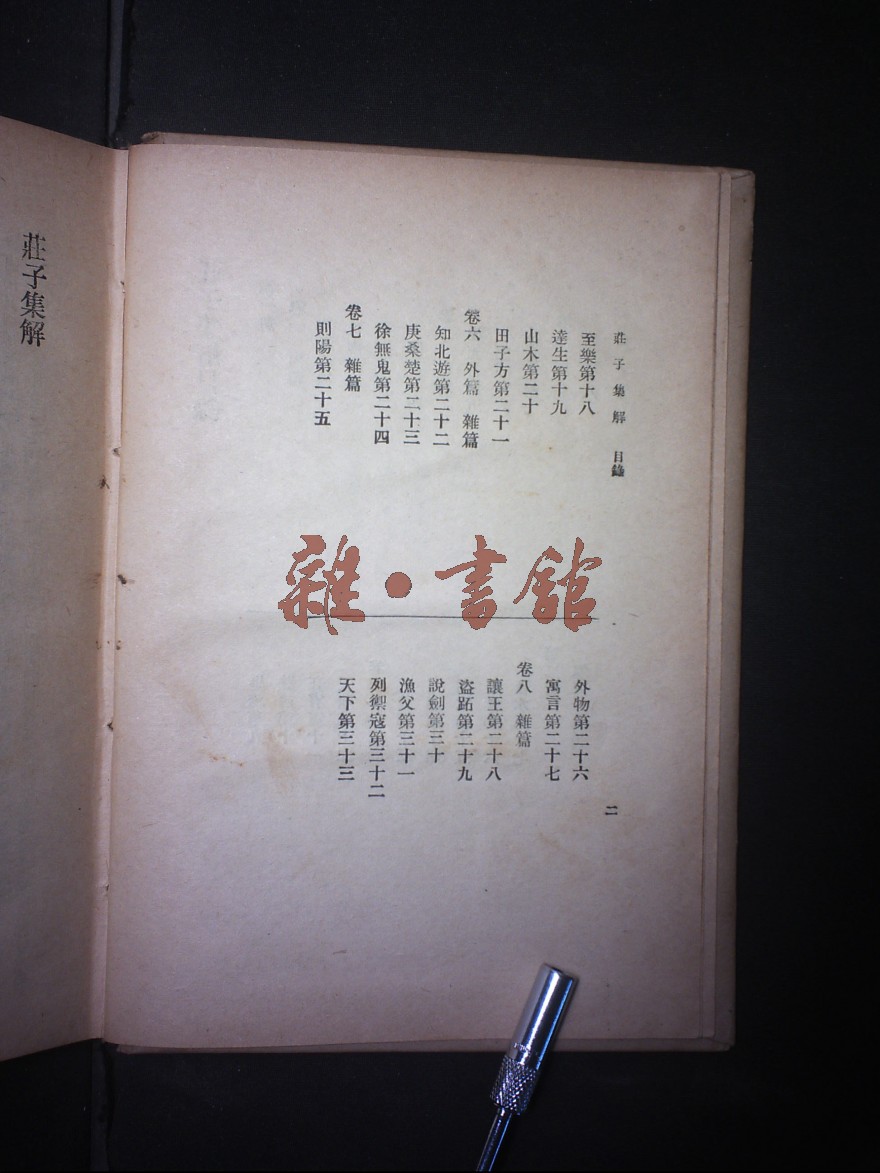 莊子集解 目錄
至樂第十八
達生第十九
山木第二十
田子方第二十一
卷六 外篇 雜篇
知北遊第二十二
庚桑楚第二十三
徐無鬼第二十四
卷七 雜篇
則陽第二十五
外物第二十六
寓言第二十七
卷八 雜篇
讓王第二十八
盜跖第二十九
說劍第三十
漁父第三十一
列禦寇第三十二
天下第三十三
二
莊子集解
雜·書館